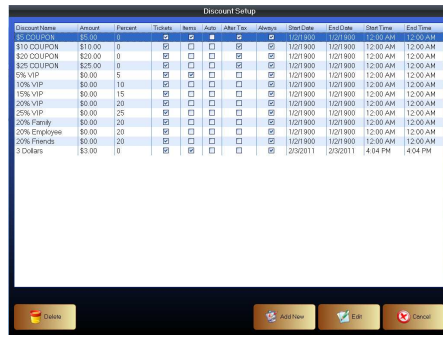 Discount Setup
Discount Name Amount Percent Tickets Items Auto After Tax Always Start Date End Date Start Time End Time
$5 COUPON $5.00 0 1/2/1900 1/2/1900 12:00 AM 12:00 AM
$10 COUPON $10.00 0 1/2/1900 1/2/1900 12:00 AM 12:00 AM
$20 COUPON $20.00 0 1/2/1900 1/2/1900 12:00 AM 12:00 AM
$25 COUPON $25.00 0 1/2/1900 1/2/1900 12:00 AM 12:00 AM
5% VIP $0.00 5 1/2/1900 1/2/1900 12:00 AM 12:00 AM
10% VIP $0.00 10 1/2/1900 1/2/1900 12:00 AM 12:00 AM
15% VIP $0.00 15 1/2/1900 1/2/1900 12:00 AM 12:00 AM
20% VIP $0.00 20 1/2/1900 1/2/1900 12:00 AM 12:00 AM
25% VIP $0.00 25 1/2/1900 1/2/1900 12:00 AM 12:00 AM
20% Family $0.00 20 1/2/1900 1/2/1900 12:00 AM 12:00 AM
20% Employee $0.00 20 1/2/1900 1/2/1900 12:00 AM 12:00 AM
20% Friends $0.00 20 1/2/1900 1/2/1900 12:00 AM 12:00 AM
3 Dollars $3.00 0 2/3/2011 2/3/2011 4:04 PM 4:04 PM
Delete Add New Edit Cancel